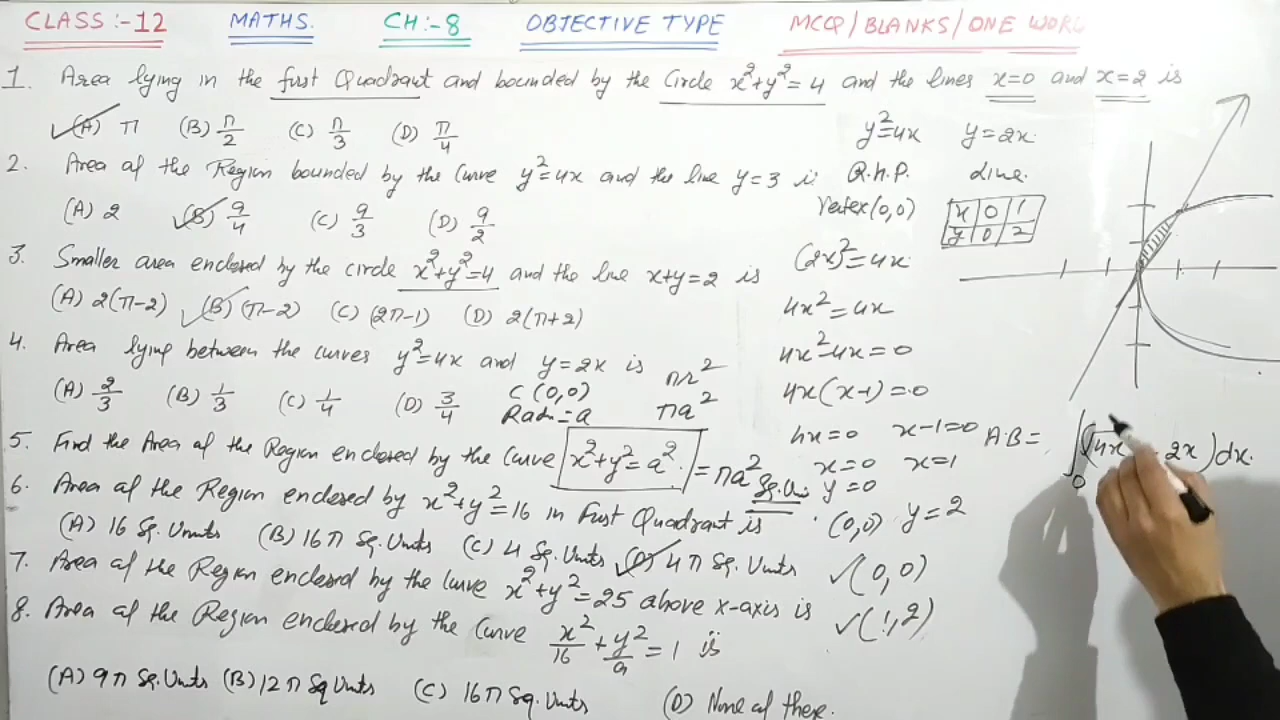 CLASS :- 12 MATHS. CH:- 8 OBJECTIVE TYPE MCQ/BLANKS/ONE WORD
1. Area lying in the first Quadrant and bounded by the Circle x²+y²=4 and the lines x=0 and x=2 is
(A) π (B) π/2 (C) π/3 (D) π/4
2. Area of the Region bounded by the Curve y²=4x and the line y=3 is
(A) 2 (B) 9/4 (C) 9/3 (D) 9/2
3. Smaller area enclosed by the circle x²+y²=4 and the line x+y=2 is
(A) 2(π-2) (B) (π-2) (C) (2π-1) (D) 2(π+2)
4. Area lying between the curves y²=4x and y=2x is
(A) 2/3 (B) 1/3 (C) 1/4 (D) 3/4
C (0,0)
Radi=a
πr²
πa²
5. Find the Area of the Region enclosed by the Curve x²+y²=a². = πa² Sq.Un
6. Area of the Region enclosed by x²+y²=16 in First Quadrant is
(A) 16 Sq.Units (B) 16π Sq.Units (C) 4 Sq.Units (D) 4π Sq.Units
7. Area of the Region enclosed by the Curve x²+y²=25 above x-axis is
8. Area of the Region enclosed by the Curve x²/16 + y²/9 = 1 is
(A) 9π Sq.Units (B) 12π Sq Units (C) 16π Sq.Units (D) None of these.
y²=4x y=2x
R.h.P. Line
Vertex (0,0)
x 0 1
y 0 2
(2x)²=4x
4x²=4x
4x²-4x=0
4x(x-1)=0
4x=0 x-1=0
x=0 x=1
y=0
(0,0) y=2
(0,0)
(1,2)
A.B= ∫₀ (√4x - 2x) dx.